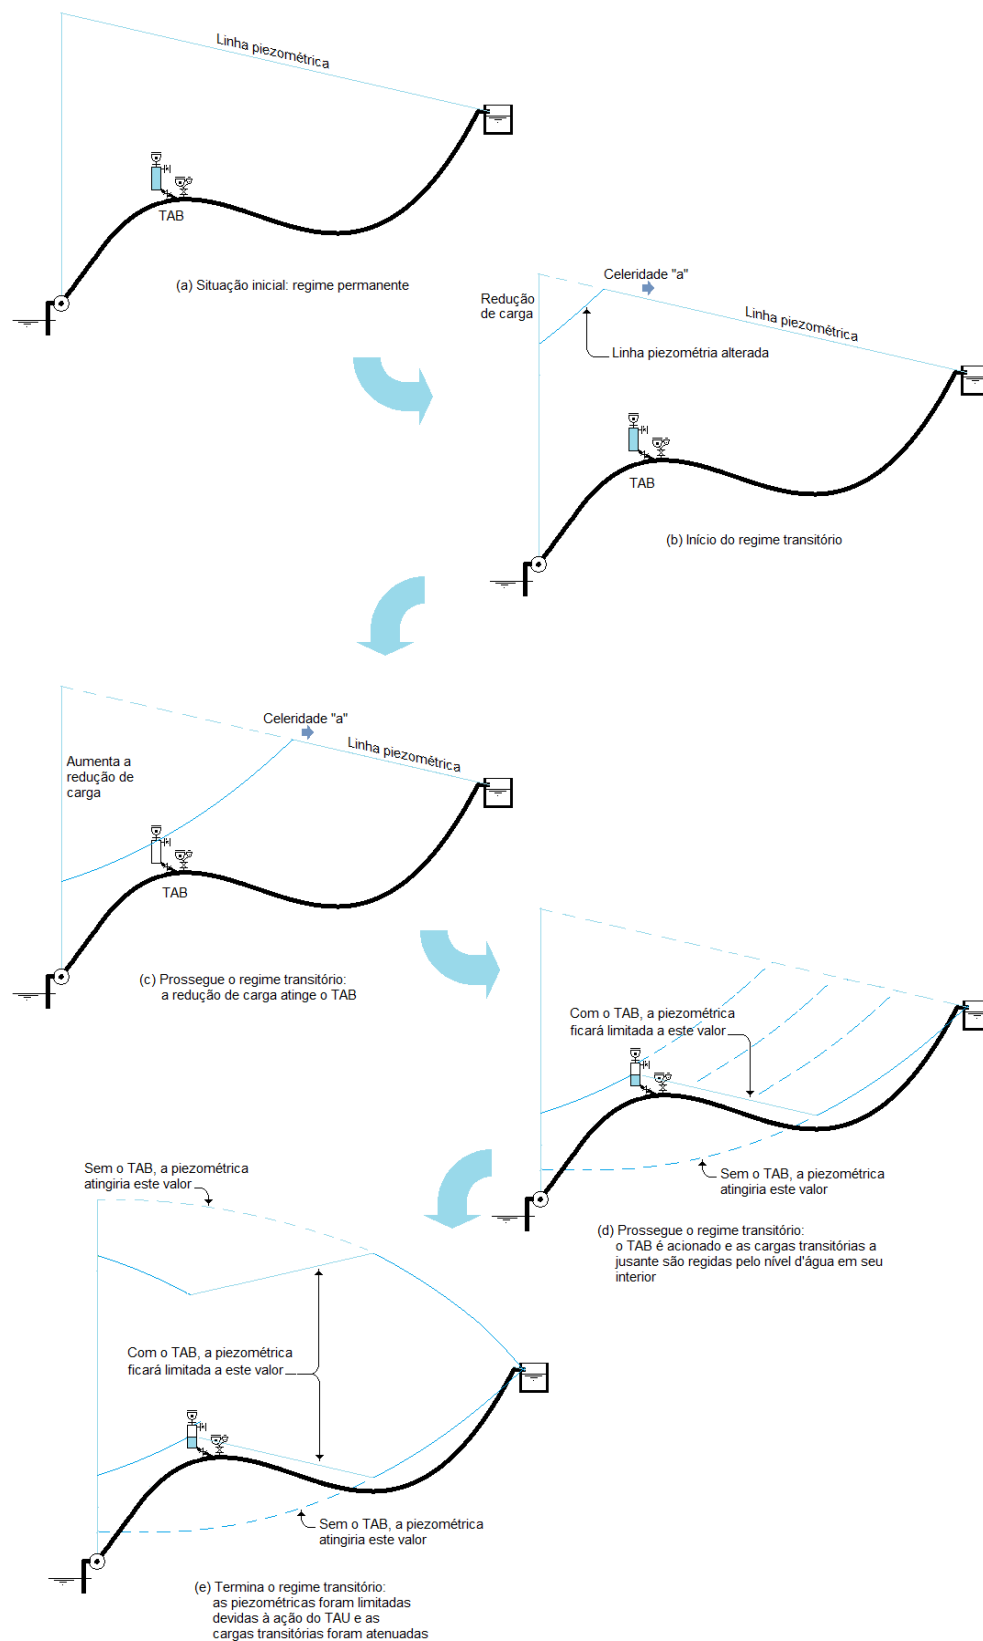 Linha piezométrica
TAB
(a) Situação inicial: regime permanente
Celeridade "a"
Redução
de carga
Linha piezométrica
Linha piezométria alterada
TAB
(b) Início do regime transitório
Celeridade "a"
Linha piezométrica
Aumenta a
redução de
carga
TAB
(c) Prossegue o regime transitório:
a redução de carga atinge o TAB
Com o TAB, a piezométrica
ficará limitada a este valor
Sem o TAB, a piezométrica
atingiria este valor
(d) Prossegue o regime transitório:
o TAB é acionado e as cargas transitórias a
jusante são regidas pelo nível d'água em seu
interior
Sem o TAB, a piezométrica
atingiria este valor
Com o TAB, a piezométrica
ficará limitada a este valor
Sem o TAB, a piezométrica
atingiria este valor
(e) Termina o regime transitório:
as piezométricas foram limitadas
devidas à ação do TAU e as
cargas transitórias foram atenuadas